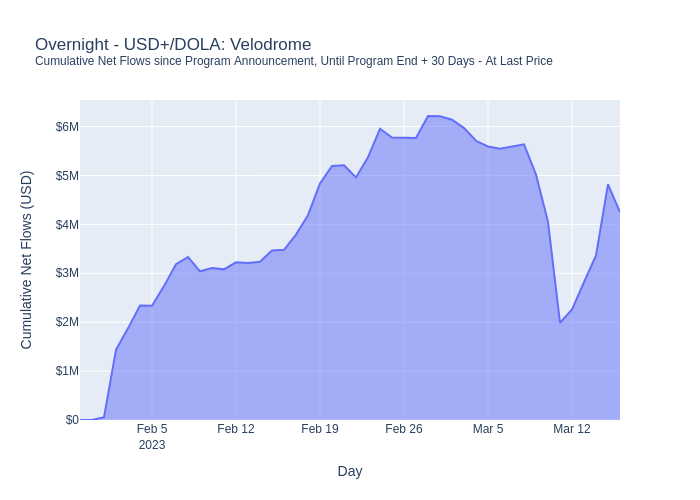 Overnight - USD+/DOLA: Velodrome
Cumulative Net Flows since Program Announcement, Until Program End + 30 Days - At Last Price
Cumulative Net Flows (USD)
$6M
$5M
$4M
$3M
$2M
$1M
$0
Feb 5 Feb 12 Feb 19 Feb 26 Mar 5 Mar 12
2023
Day